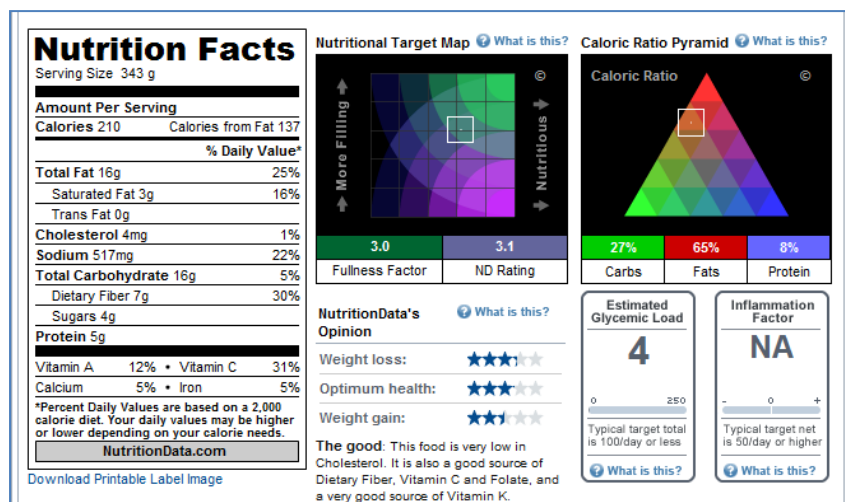 Nutrition Facts
Serving Size 343 g
Amount Per Serving
Calories 210 Calories from Fat 137
% Daily Value*
Total Fat 16g 25%
Saturated Fat 3g 16%
Trans Fat 0g
Cholesterol 4mg 1%
Sodium 517mg 22%
Total Carbohydrate 16g 5%
Dietary Fiber 7g 30%
Sugars 4g
Protein 5g
Vitamin A 12% • Vitamin C 31%
Calcium 5% • Iron 5%
*Percent Daily Values are based on a 2,000
calorie diet. Your daily values may be higher
or lower depending on your calorie needs.
NutritionData.com
Download Printable Label Image
Nutritional Target Map ? What is this?
©
More Filling
Nutritious
3.0 3.1
Fullness Factor ND Rating
Caloric Ratio Pyramid ? What is this?
Caloric Ratio ©
27% 65% 8%
Carbs Fats Protein
NutritionData's
Opinion
? What is this?
Weight loss:
Optimum health:
Weight gain:
The good: This food is very low in
Cholesterol. It is also a good source of
Dietary Fiber, Vitamin C and Folate, and
a very good source of Vitamin K.
Estimated
Glycemic Load
4
0 250
Typical target total
is 100/day or less
? What is this?
Inflammation
Factor
NA
- 0 +
Typical target net
is 50/day or higher
? What is this?